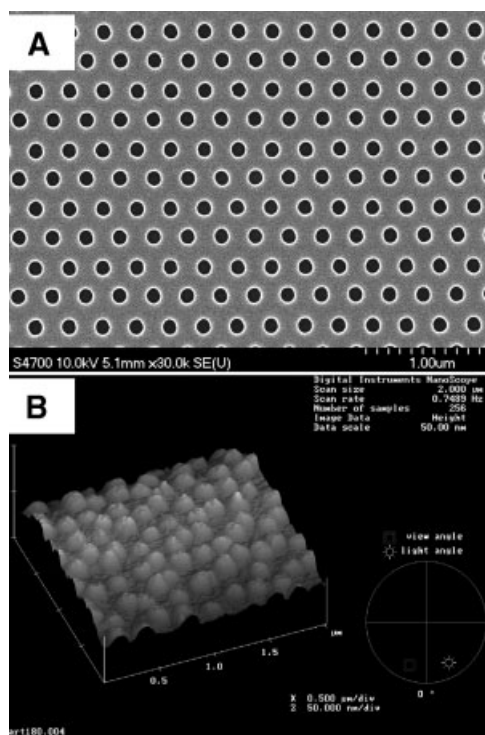 A
S4700 10.0kV 5.1mm x30.0k SE(U) 1.00um
B
Digital Instruments NanoScope
Scan size 2.000 um
Scan rate 0.7489 Hz
Number of samples 256
Image Data Height
Data scale 50.00 nm
view angle
light angle
0.5
1.0
1.5
µm
X 0.500 µm/div
Z 50.000 nm/div
0 °
art180.004